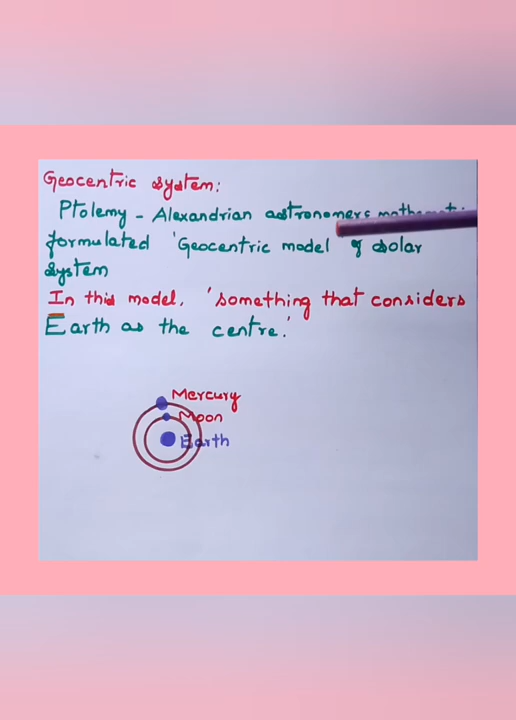 Geocentric system:
Ptolemy - Alexandrian astronomers
formulated 'Geocentric model of solar
system
In this model, 'something that considers
Earth as the centre.'
Mercury
Moon
Earth